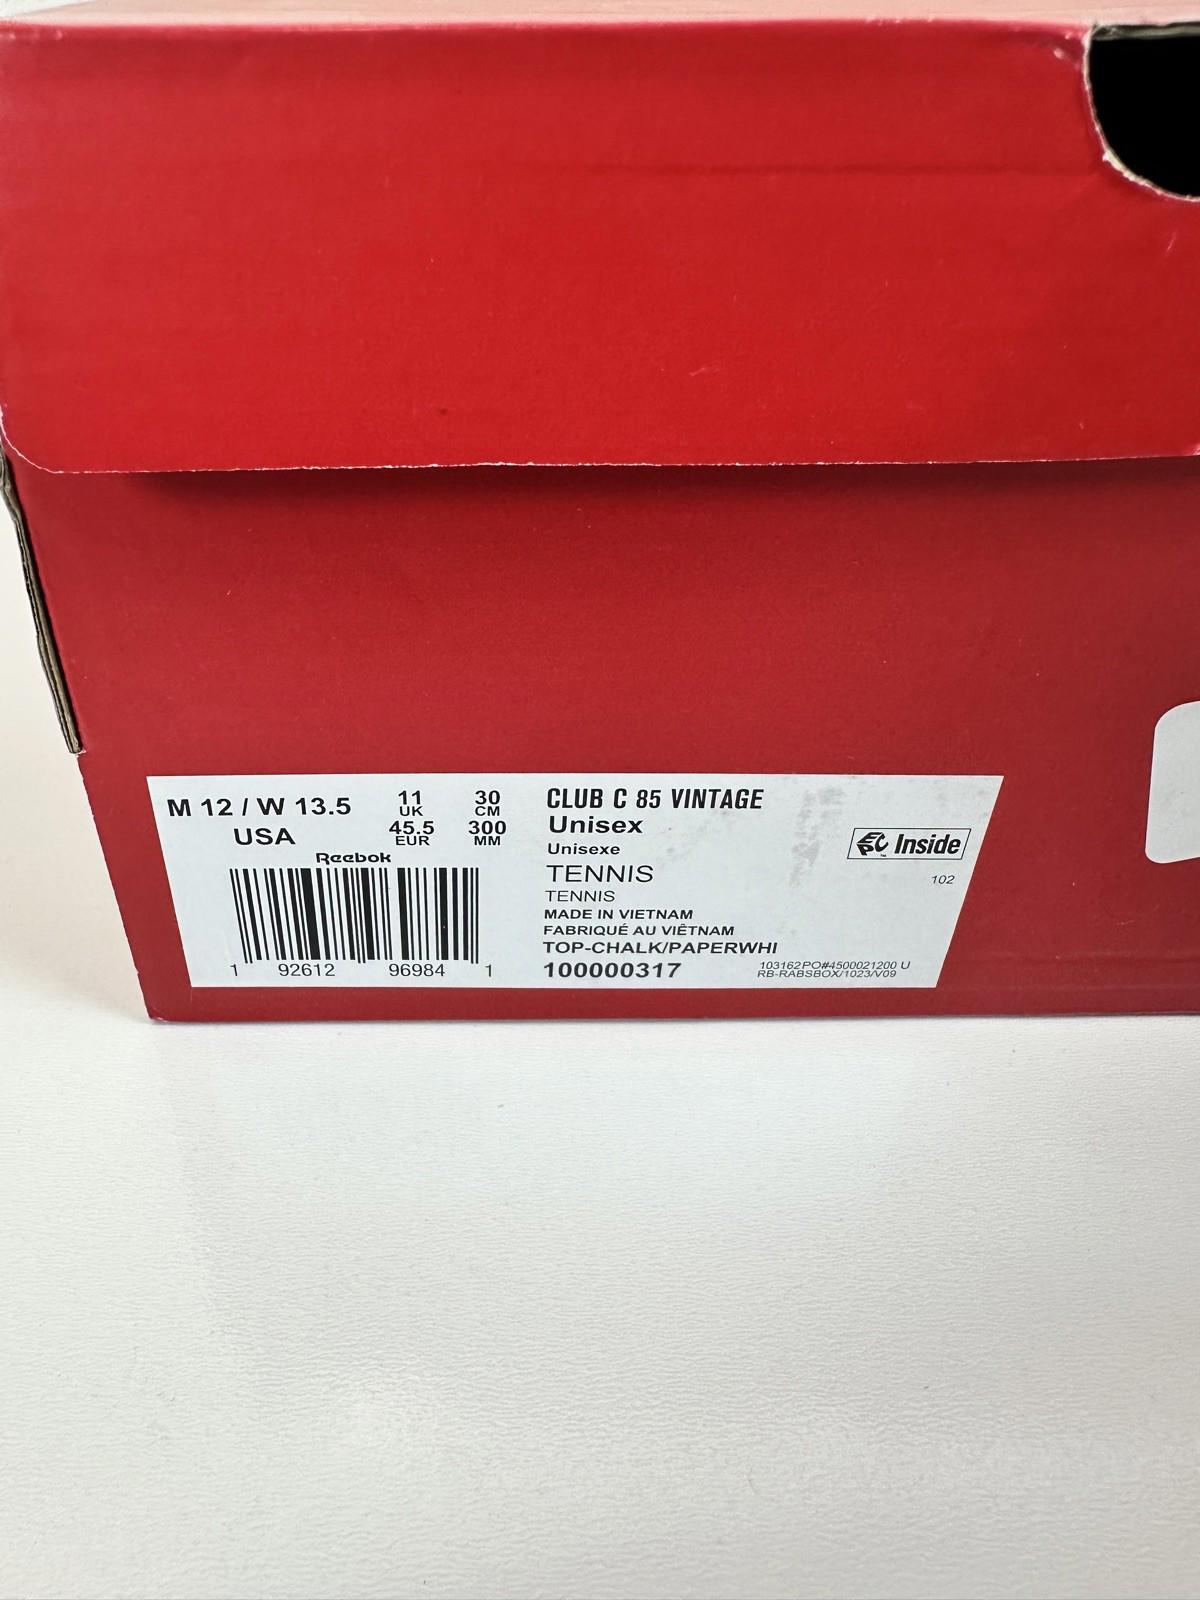 M 12 / W 13.5
USA
11
UK
45.5
EUR
30
CM
300
MM
Reebok
1 92612 96984 1
CLUB C 85 VINTAGE
Unisex
Unisexe
TENNIS
TENNIS
MADE IN VIETNAM
FABRIQUÉ AU VIÊTNAM
TOP-CHALK/PAPERWHI
100000317
EPC Inside
TM
102
103162PO#4500021200 U
RB-RABSBOX/1023/V09